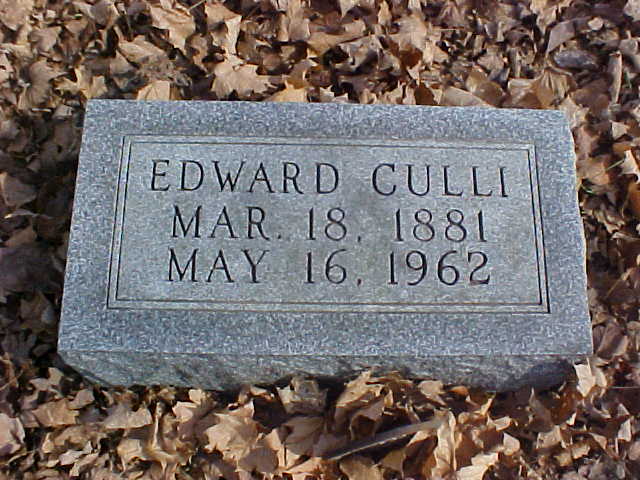 EDWARD CULLI
MAR. 18, 1881
MAY 16, 1962